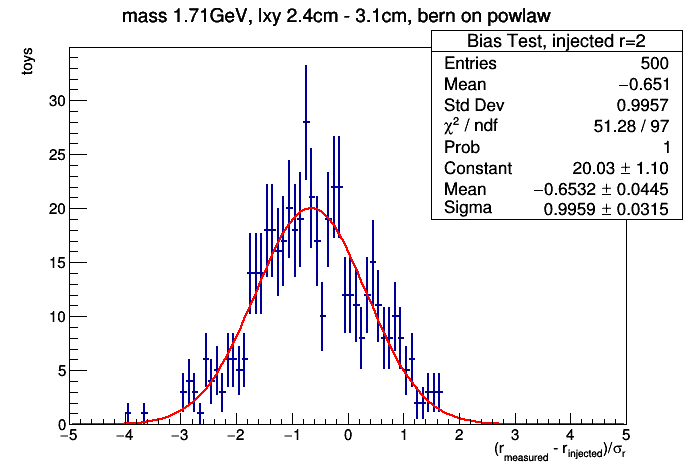 mass 1.71GeV, lxy 2.4cm - 3.1cm, bern on powlaw
Bias Test, injected r=2
Entries 500
Mean −0.651
Std Dev 0.9957
χ² / ndf 51.28 / 97
Prob 1
Constant 20.03 ± 1.10
Mean −0.6532 ± 0.0445
Sigma 0.9959 ± 0.0315
toys
30
25
20
15
10
5
0
−5 −4 −3 −2 −1 0 1 2 3 4 5
(r_measured - r_injected)/σ_r